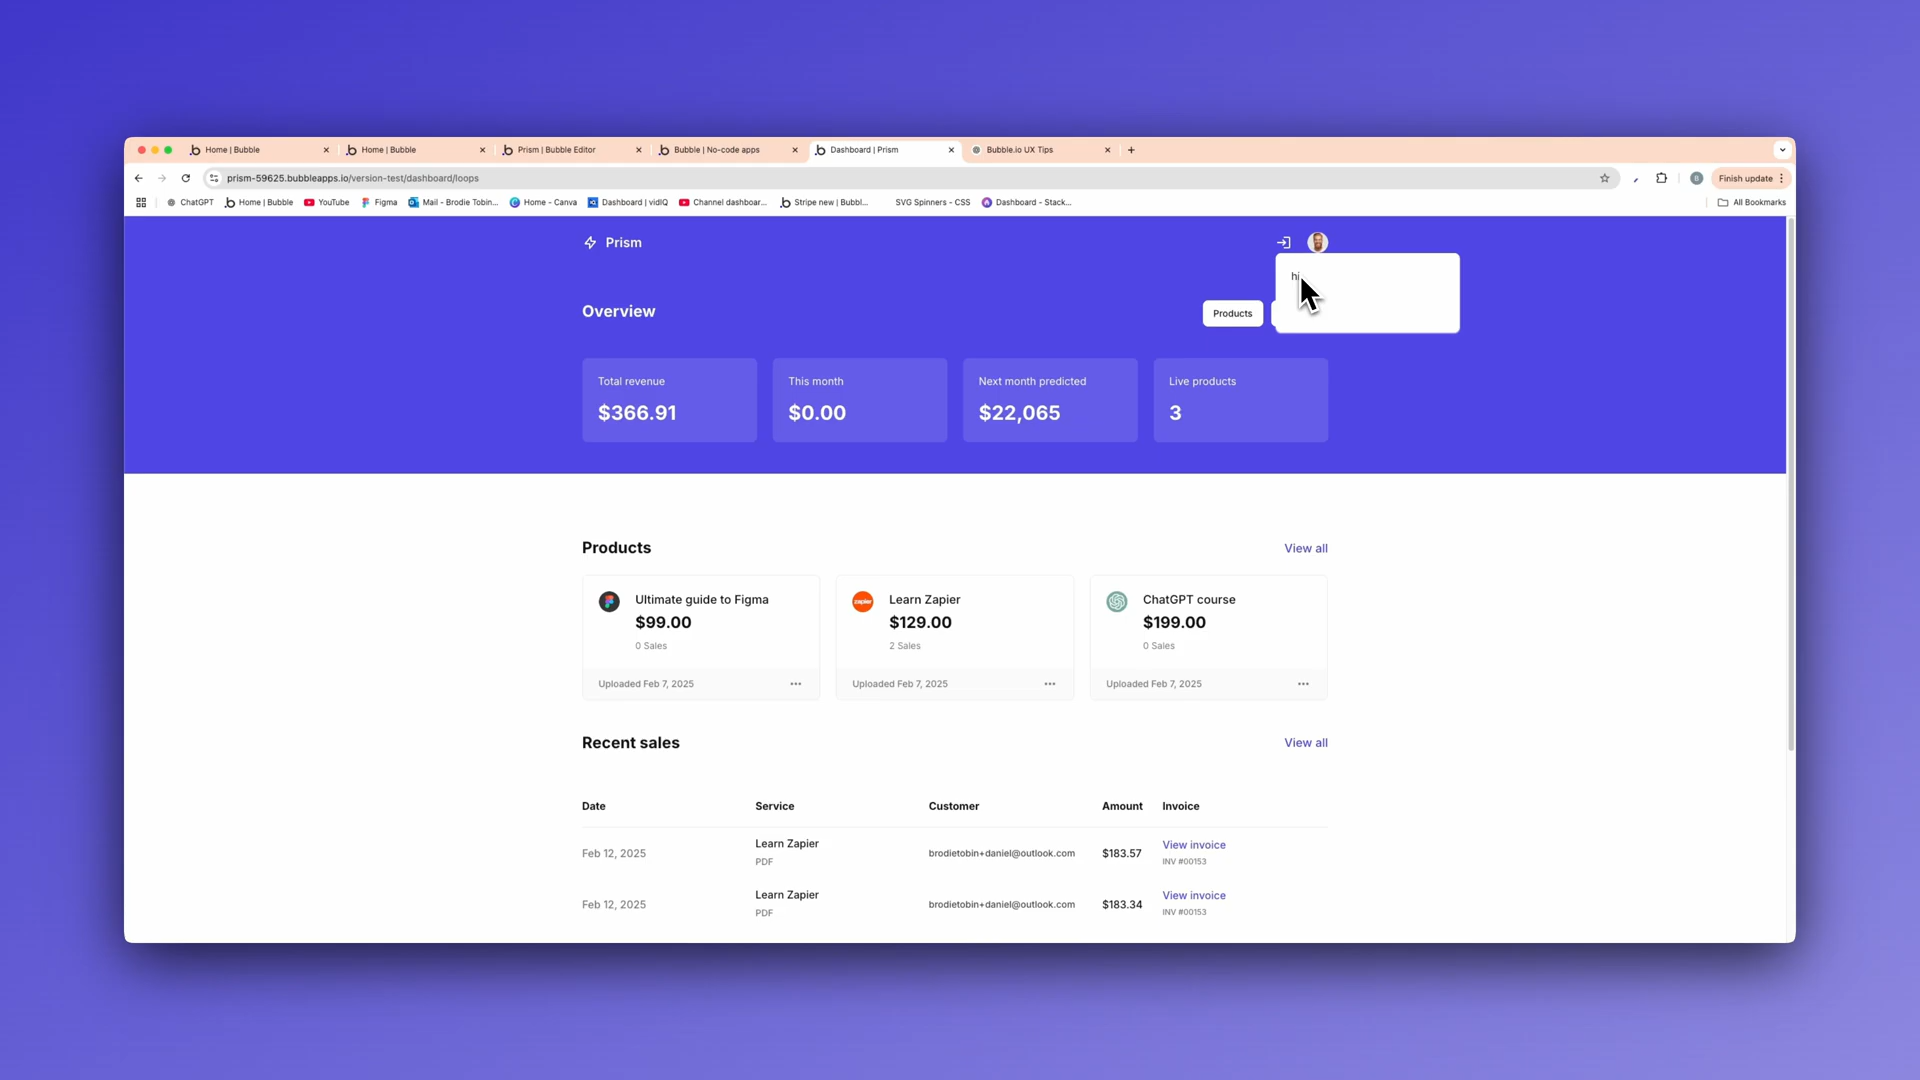 Home | Bubble
Home | Bubble
Prism | Bubble Editor
Bubble | No-code apps
Dashboard | Prism
Bubble.io UX Tips
prism-59625.bubbleapps.io/version-test/dashboard/loops
B
Finish update
ChatGPT
Home | Bubble
YouTube
Figma
Mail - Brodie Tobin...
Home - Canva
Dashboard | vidIQ
Channel dashboar...
Stripe new | Bubbl...
SVG Spinners - CSS
Dashboard - Stack...
All Bookmarks
Prism
hi
Overview
Products
Total revenue
$366.91
This month
$0.00
Next month predicted
$22,065
Live products
3
Products
View all
Ultimate guide to Figma
$99.00
0 Sales
Uploaded Feb 7, 2025
zapier
Learn Zapier
$129.00
2 Sales
Uploaded Feb 7, 2025
ChatGPT course
$199.00
0 Sales
Uploaded Feb 7, 2025
Recent sales
View all
Date Service Customer Amount Invoice
Feb 12, 2025
Learn Zapier
PDF
brodietobin+daniel@outlook.com
$183.57
View invoice
INV #00153
Feb 12, 2025
Learn Zapier
PDF
brodietobin+daniel@outlook.com
$183.34
View invoice
INV #00153